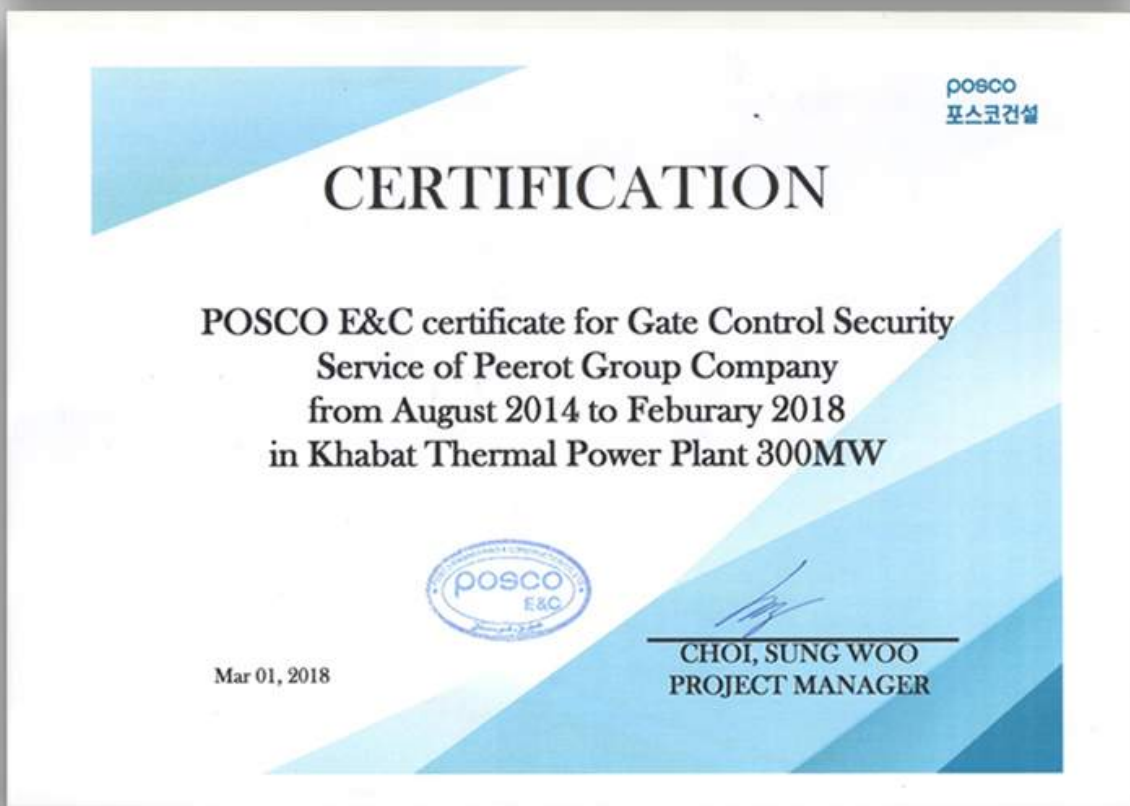 posco
포스코건설
CERTIFICATION
POSCO E&C certificate for Gate Control Security
Service of Peerot Group Company
from August 2014 to Feburary 2018
in Khabat Thermal Power Plant 300MW
posco
E&C
CHOI, SUNG WOO
Mar 01, 2018
PROJECT MANAGER